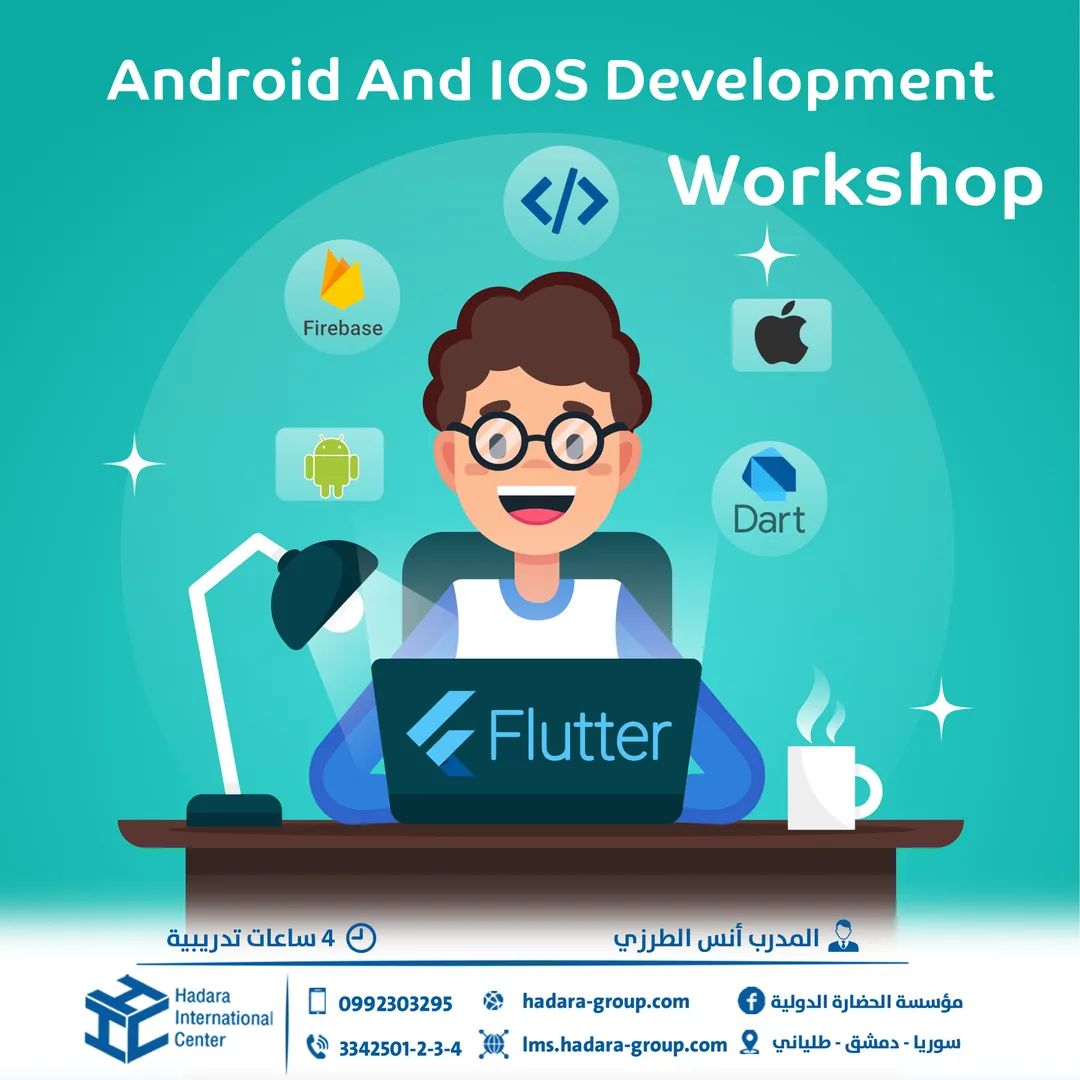 Android And IOS Development
Workshop
Firebase
Dart
Flutter
المدرب أنس الطرزي
4 ساعات تدريبية
Hadara
International
Center
0992303295
3342501-2-3-4
hadara-group.com
lms.hadara-group.com
مؤسسة الحضارة الدولية
سوريا - دمشق - طلياني